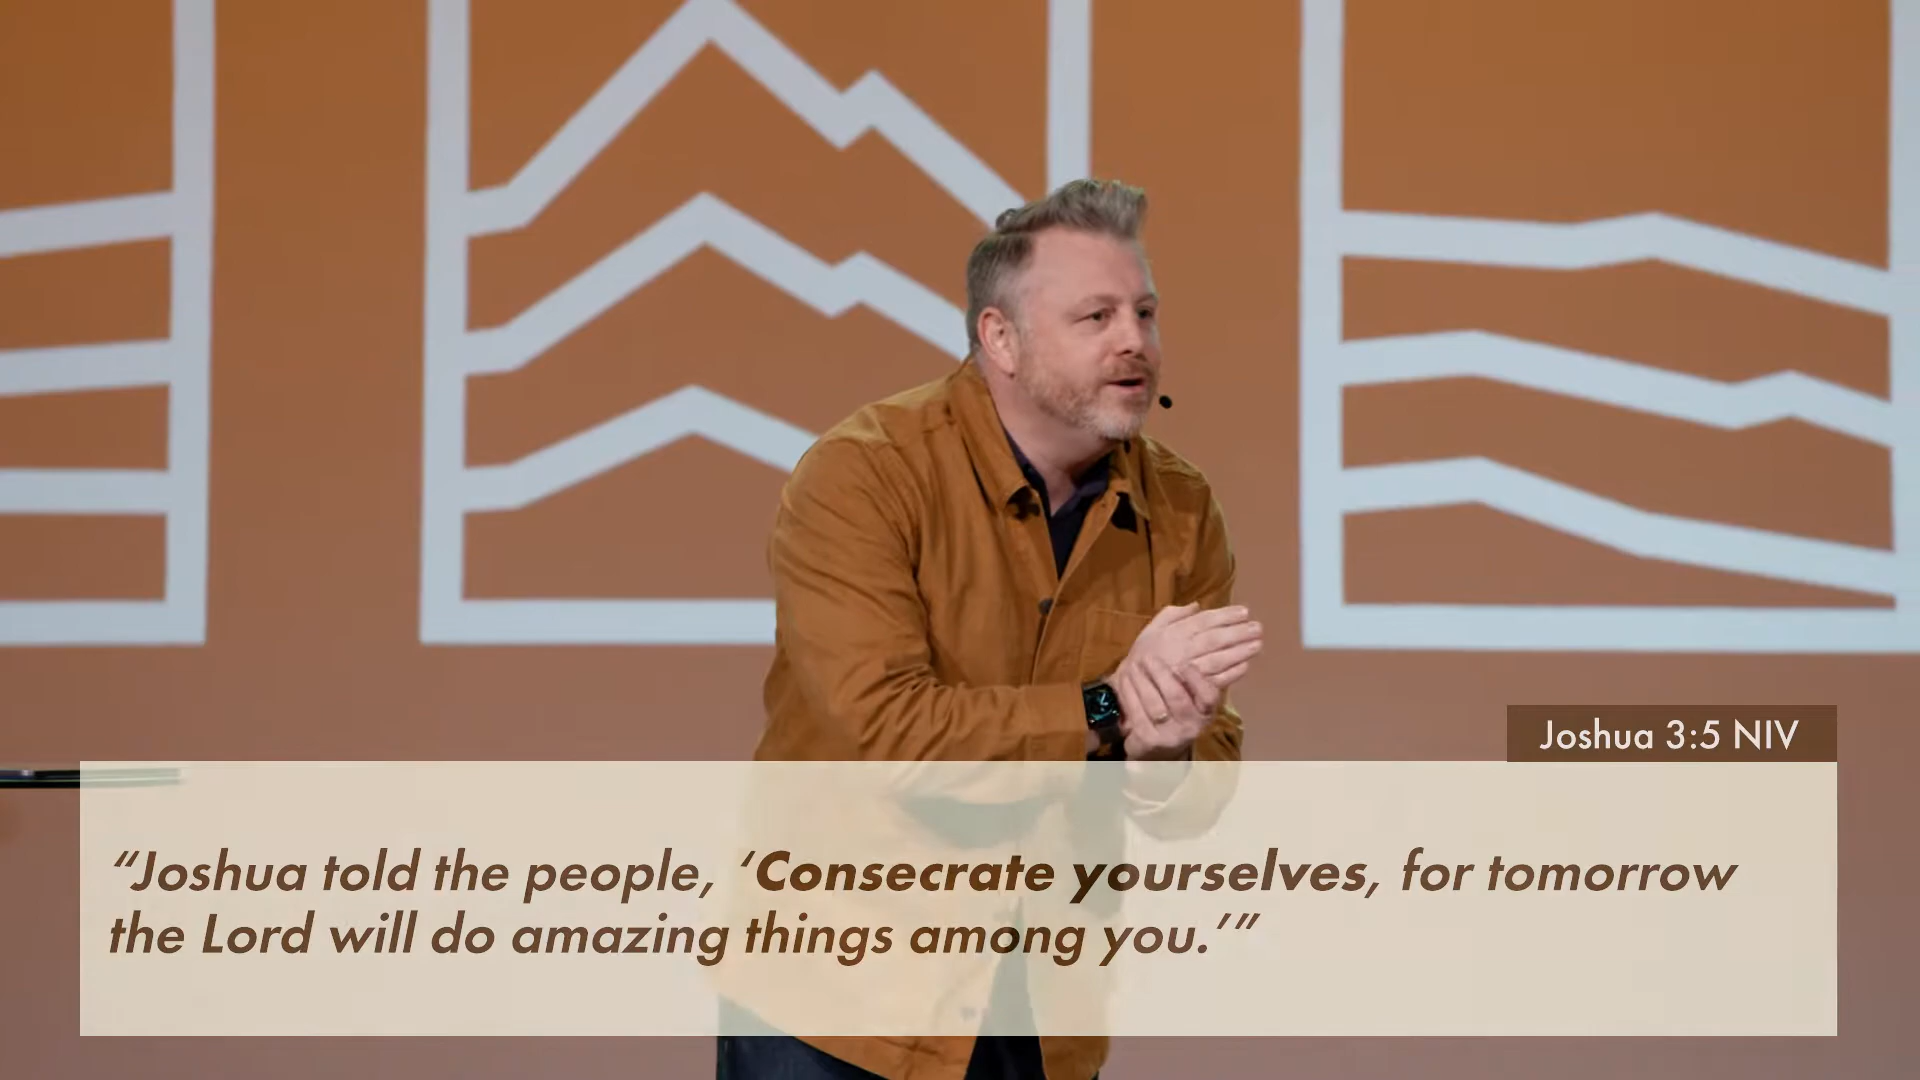 Joshua 3:5 NIV
“Joshua told the people, ‘Consecrate yourselves, for tomorrow
the Lord will do amazing things among you.’”